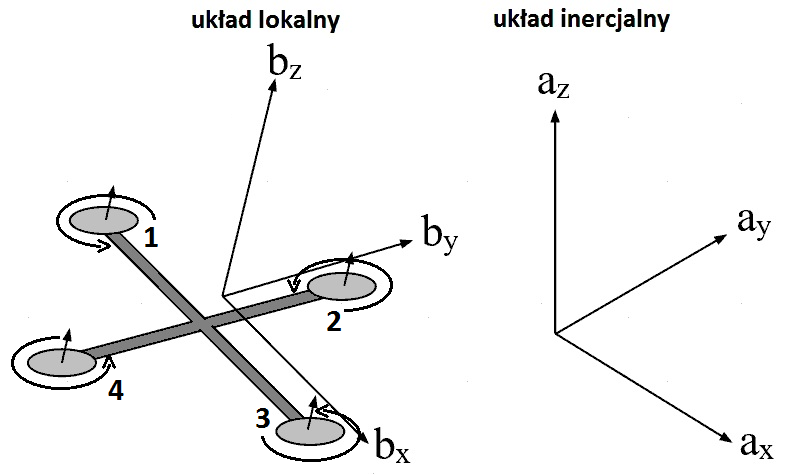 układ lokalny
układ inercjalny
bz
az
by
ay
1
2
4
3
bx
ax